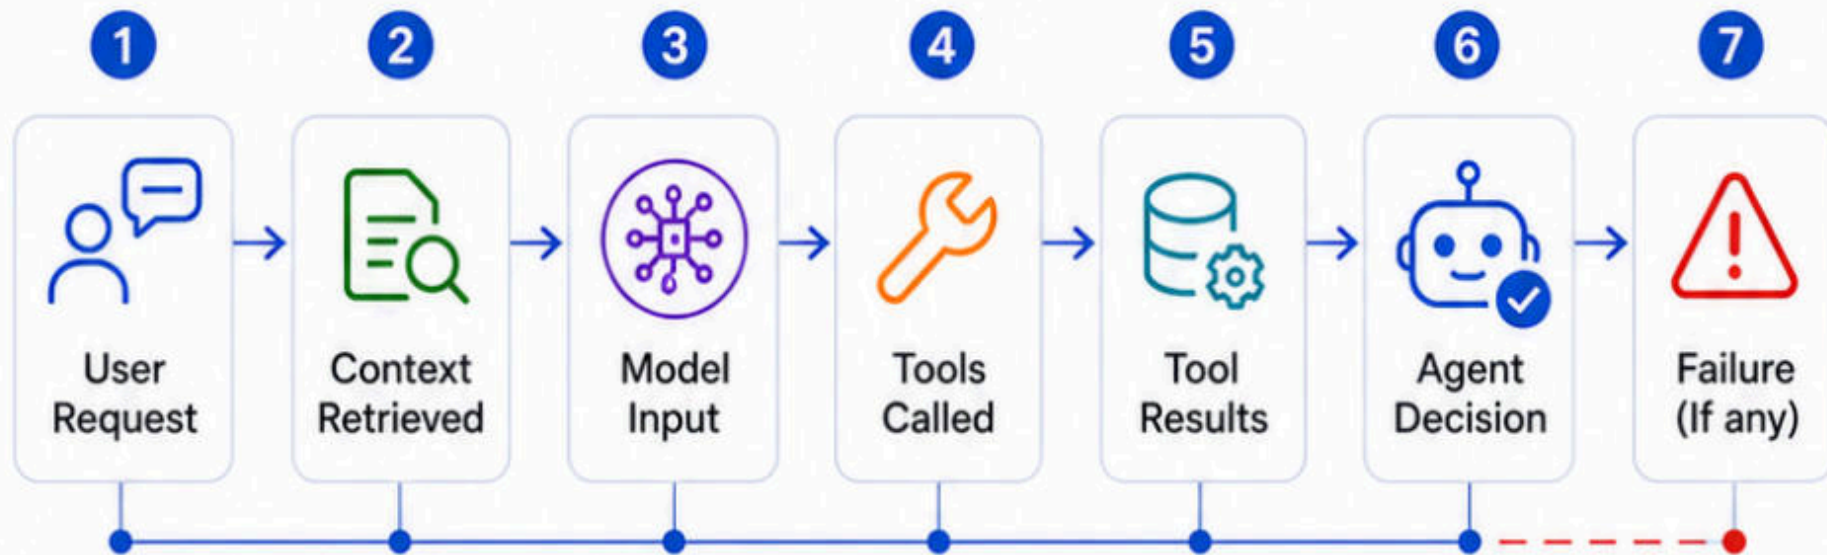 1
2
3
4
5
6
7
User
Request
Context
Retrieved
Model
Input
Tools
Called
Tool
Results
Agent
Decision
Failure
(If any)